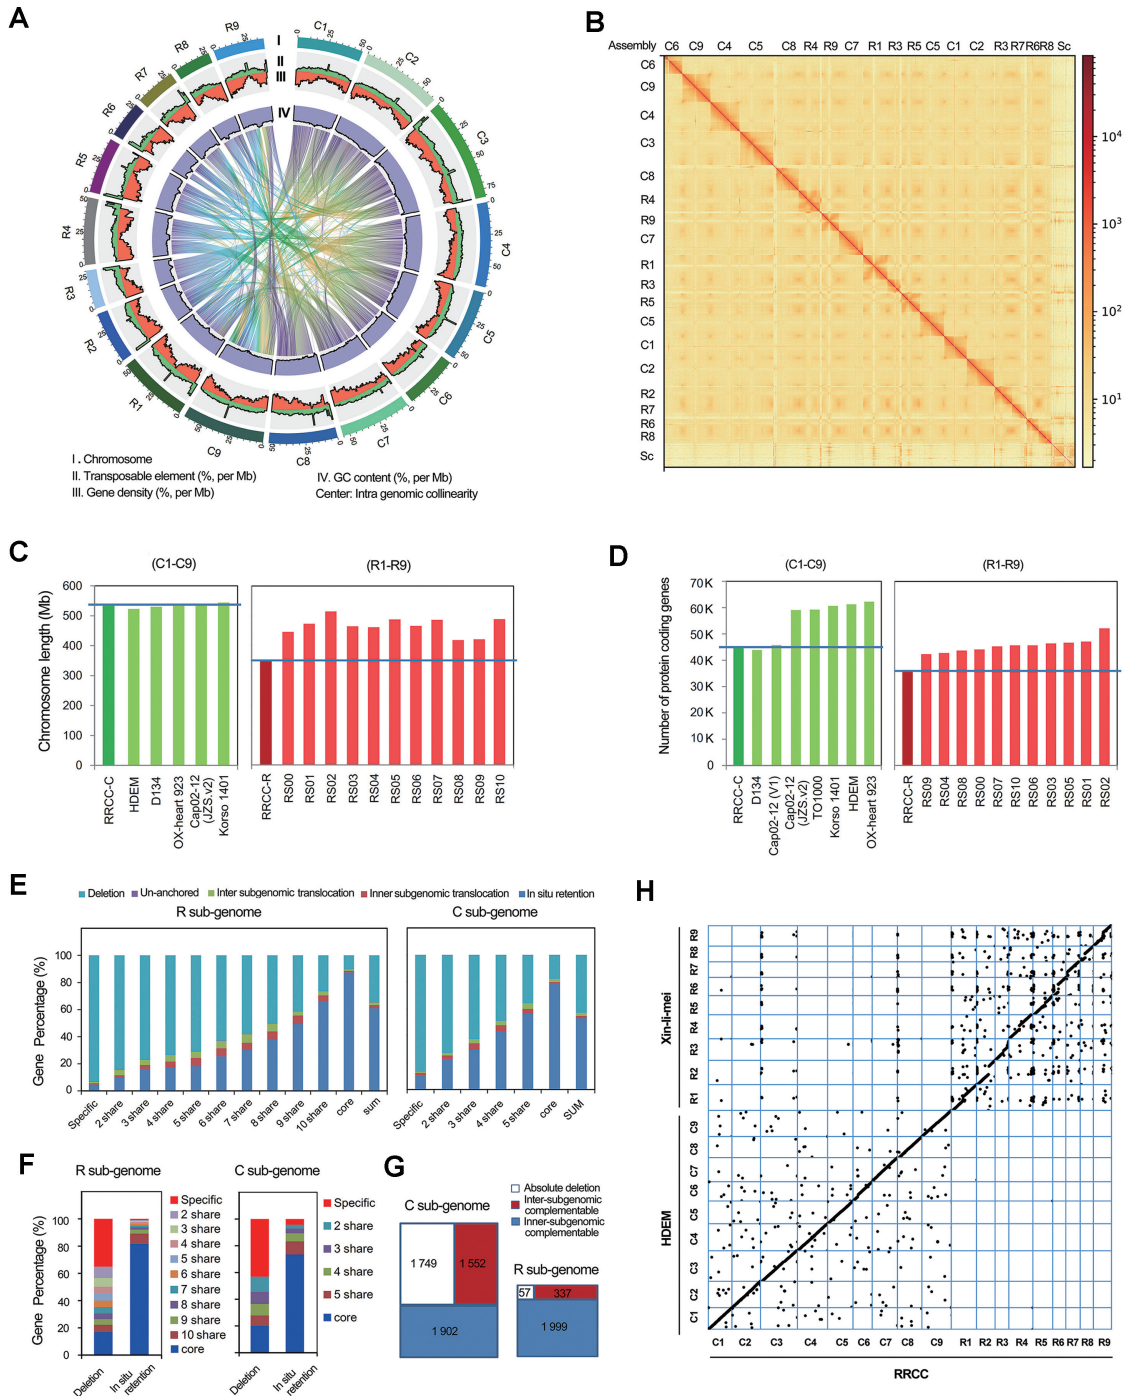 A
I
II
III
IV
C1
C2
C3
C4
C5
C6
C7
C8
C9
R1
R2
R3
R4
R5
R6
R7
R8
R9
I . Chromosome
II. Transposable element (%, per Mb)
III. Gene density (%, per Mb)
IV. GC content (%, per Mb)
Center: Intra genomic collinearity
B
Assembly C6 C9 C4 C5 C8 R4 R9 C7 R1 R3 R5 C5 C1 C2 R3 R7 R6 R8 Sc
C6
C9
C4
C3
C8
R4
R9
C7
R1
R3
R5
C5
C1
C2
R2
R7
R6
R8
Sc
10^4
10^3
10^2
10^1
C
(C1-C9)
(R1-R9)
Chromosome length (Mb)
600
500
400
300
200
100
0
RRCC-C
HDEM
D134
OX-heart 923
Cap02-12 (JZS.v2)
Korso 1401
RRCC-R
RS00
RS01
RS02
RS03
RS04
RS05
RS06
RS07
RS08
RS09
RS10
D
(C1-C9)
(R1-R9)
Number of protein coding genes
70 K
60 K
50 K
40 K
30 K
20 K
10 K
0
RRCC-C
D134
Cap02-12 (V1)
Cap02-12 (JZS.v2)
TO1000
Korso 1401
HDEM
OX-heart 923
RRCC-R
RS09
RS04
RS08
RS00
RS07
RS10
RS06
RS03
RS05
RS01
RS02
E
Deletion Un-anchored Inter subgenomic translocation Inner subgenomic translocation In situ retention
R sub-genome
C sub-genome
Gene Percentage (%)
100
80
60
40
20
0
Specific
2 share
3 share
4 share
5 share
6 share
7 share
8 share
9 share
10 share
core
sum
Specific
2 share
3 share
4 share
5 share
core
SUM
F
R sub-genome
C sub-genome
Gene Percentage (%)
100
80
60
40
20
0
Deletion
In situ retention
Specific
2 share
3 share
4 share
5 share
6 share
7 share
8 share
9 share
10 share
core
Deletion
In situ retention
Specific
2 share
3 share
4 share
5 share
core
G
Absolute deletion
Inter-subgenomic complementable
Inner-subgenomic complementable
C sub-genome
1 749
1 552
1 902
R sub-genome
57
337
1 999
H
Xin-li-mei
R9
R8
R7
R6
R5
R4
R3
R2
R1
HDEM
C9
C8
C7
C6
C5
C4
C3
C2
C1
C1 C2 C3 C4 C5 C6 C7 C8 C9 R1 R2 R3 R4 R5 R6 R7 R8 R9
RRCC